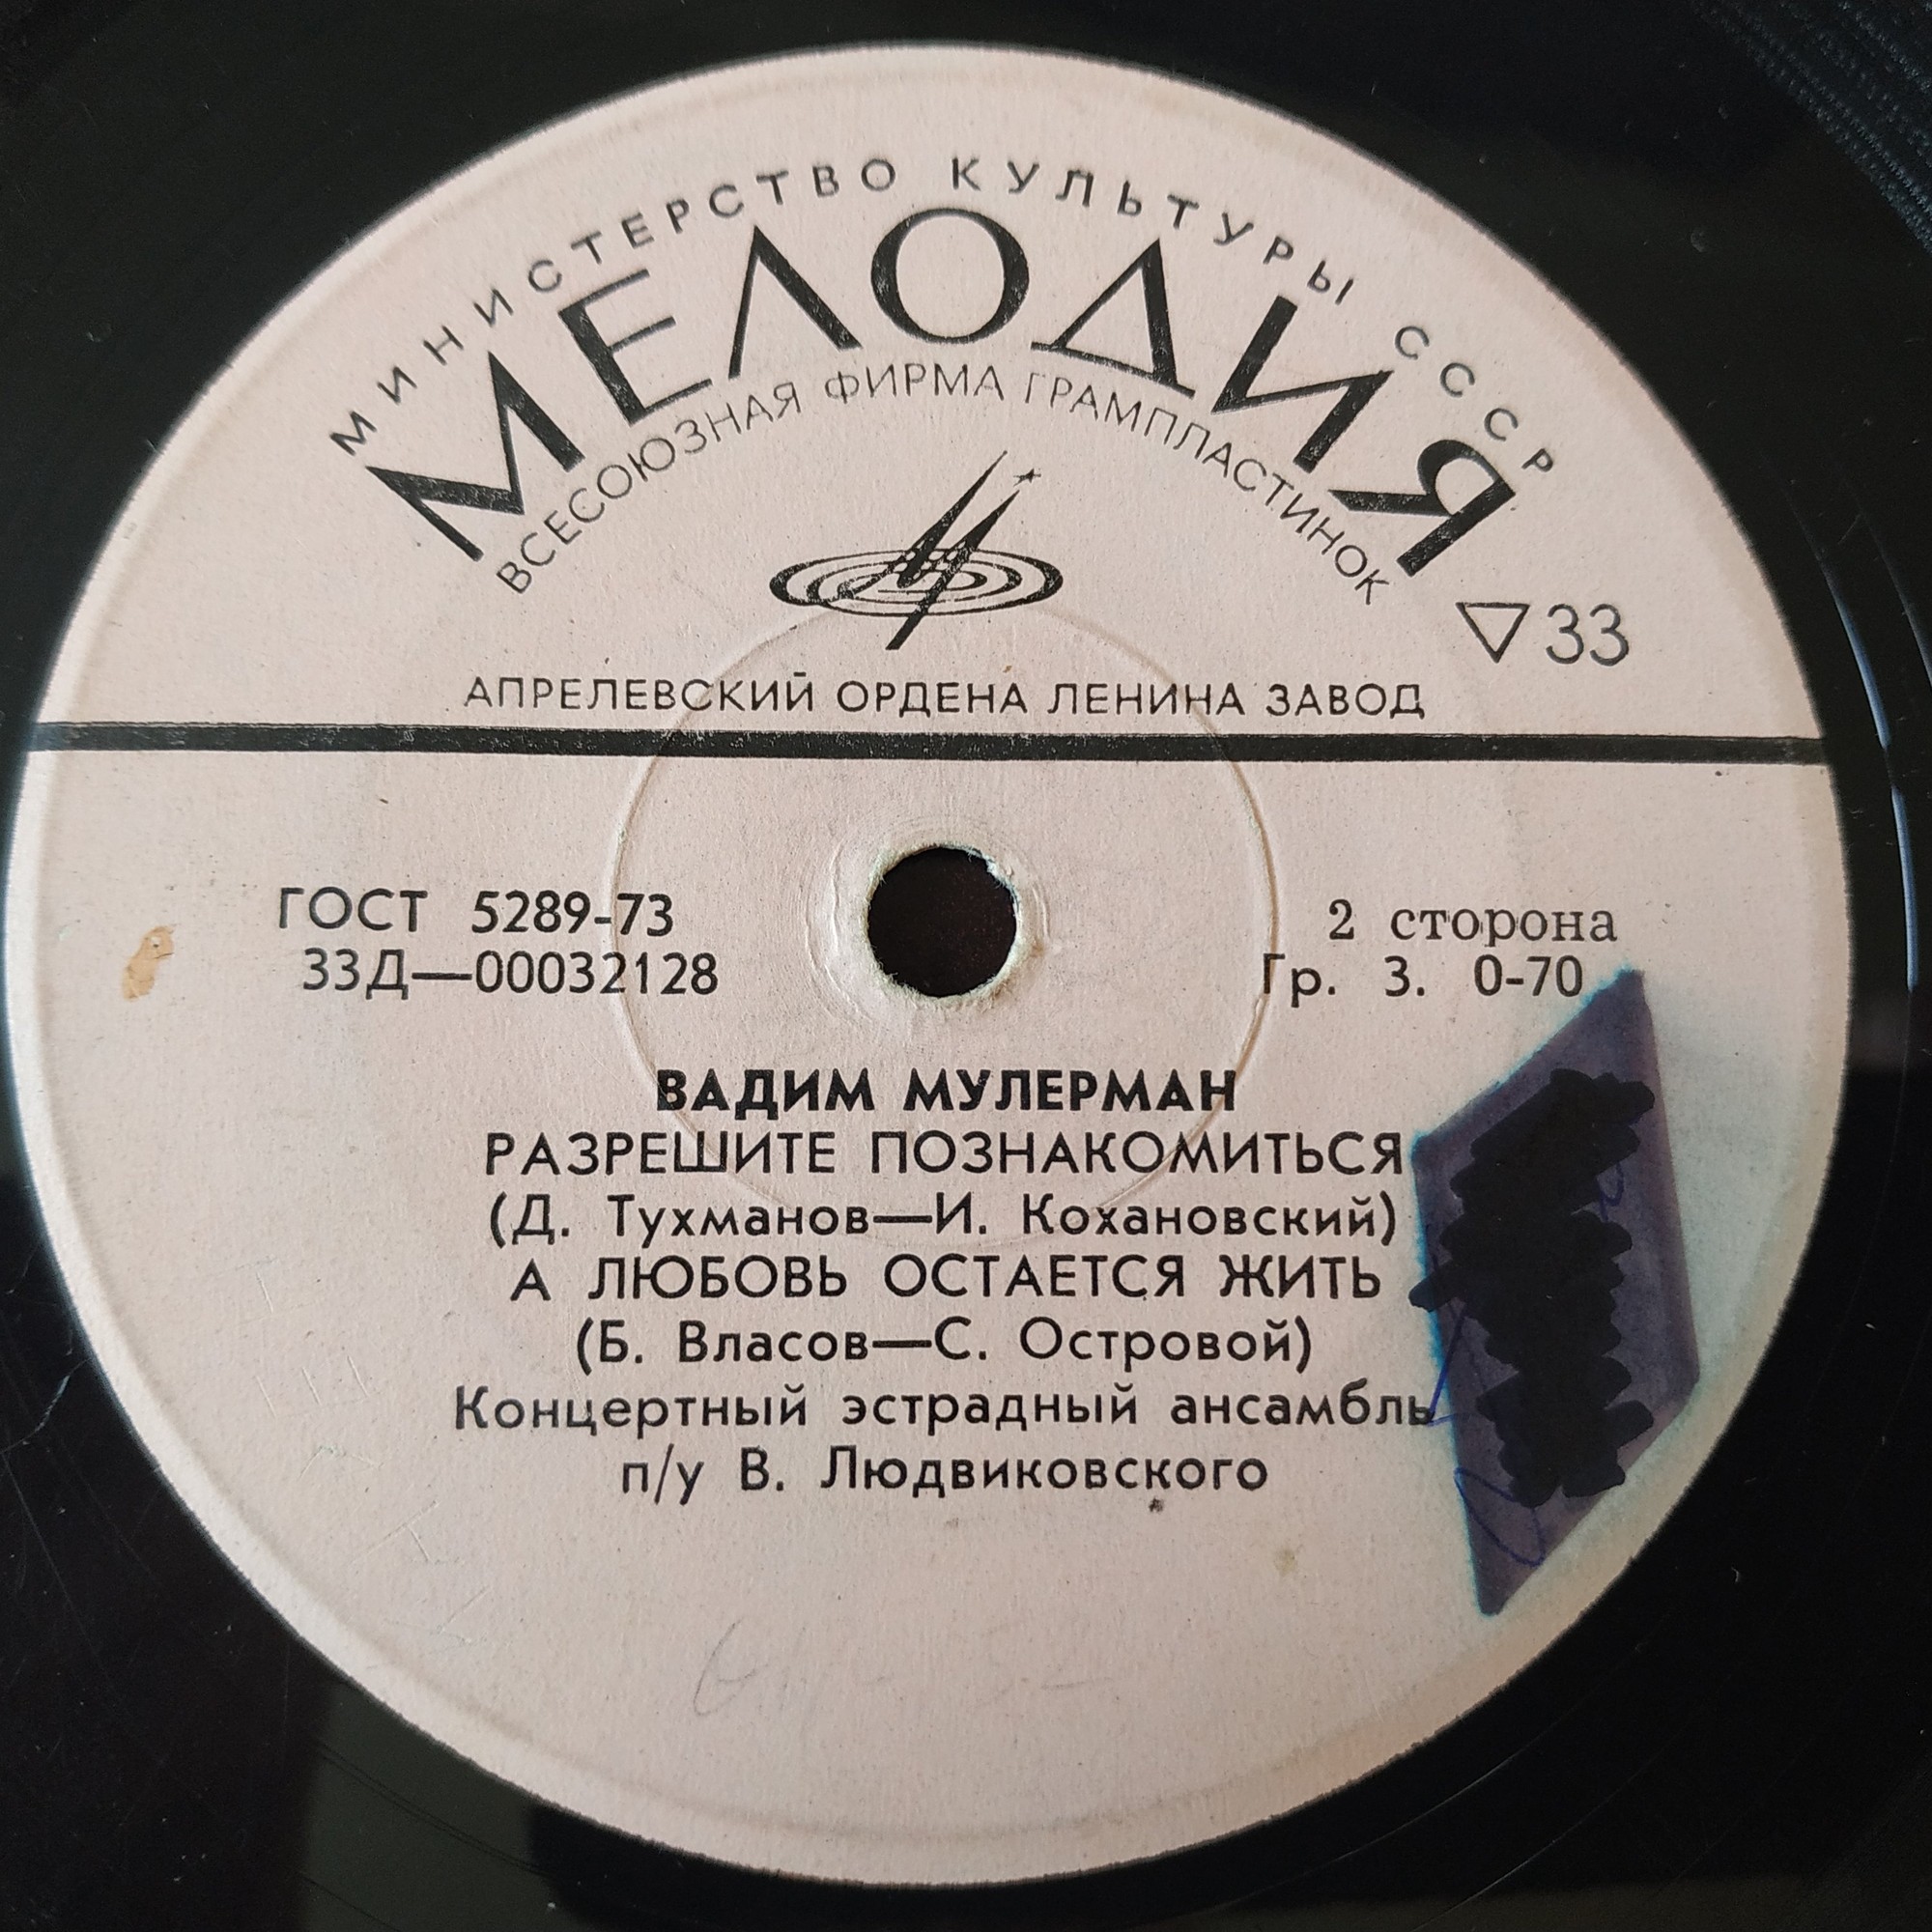 МИНИСТЕРСТВО КУЛЬТУРЫ СССР
МЕЛОДИЯ
ВСЕСОЮЗНАЯ ФИРМА ГРАМПЛАСТИНОК
▽33
АПРЕЛЕВСКИЙ ОРДЕНА ЛЕНИНА ЗАВОД
ГОСТ 5289-73
33Д—00032128
2 сторона
Гр. 3. 0-70
ВАДИМ МУЛЕРМАН
РАЗРЕШИТЕ ПОЗНАКОМИТЬСЯ
(Д. Тухманов—И. Кохановский)
А ЛЮБОВЬ ОСТАЕТСЯ ЖИТЬ
(Б. Власов—С. Островой)
Концертный эстрадный ансамбль
п/у В. Людвиковского